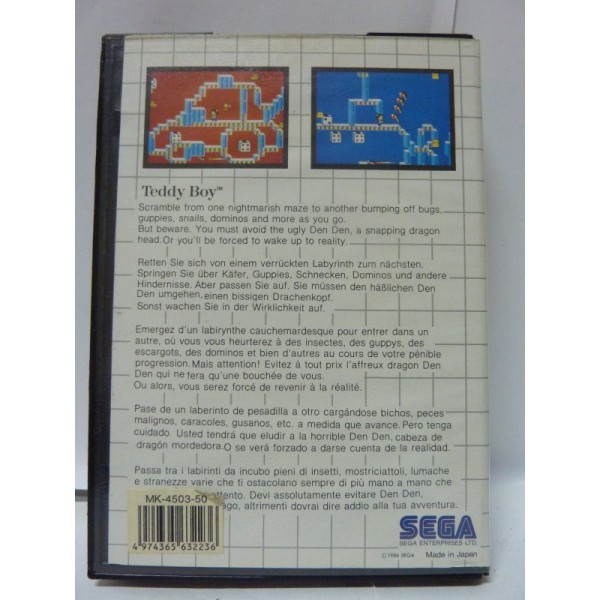 Teddy Boy™
Scramble from one nightmarish maze to another bumping off bugs,
guppies, snails, dominos and more as you go.
But beware. You must avoid the ugly Den Den, a snapping dragon
head. Or you'll be forced to wake up to reality.
Retten Sie sich von einem verrückten Labyrinth zum nächsten.
Springen Sie über Käfer, Guppies, Schnecken, Dominos und andere
Hindernisse. Aber passen Sie auf. Sie müssen den häßlichen Den
Den umgehen, einen bissigen Drachenkopf.
Sonst wachen Sie in der Wirklichkeit auf.
Emergez d'un labirynthe cauchemardesque pour entrer dans un
autre, où vous vous heurterez à des insectes, des guppys, des
escargots, des dominos et bien d'autres au cours de votre pénible
progression. Mais attention! Evitez à tout prix l'affreux dragon Den
Den qui ne fera qu'une bouchée de vous.
Ou alors, vous serez forcé de revenir à la réalité.
Pase de un laberinto de pesadilla a otro cargándose bichos, peces
malignos, caracoles, gusanos, etc. a medida que avance. Pero tenga
cuidado. Usted tendrá que eludir a la horrible Den Den, cabeza de
dragón mordedora. O se verá forzado a darse cuenta de la realidad.
Passa tra i labirinti da incubo pieni di insetti, mostriciattoli, lumache
e stranezze varie che ti ostacolano sempre di più mano a mano che
attento. Devi assolutamente evitare Den Den,
altrimenti dovrai dire addio alla tua avventura.
MK-4503-50
4 974365 632236
SEGA
SEGA ENTERPRISES LTD.
©1986 SEGA Made in Japan